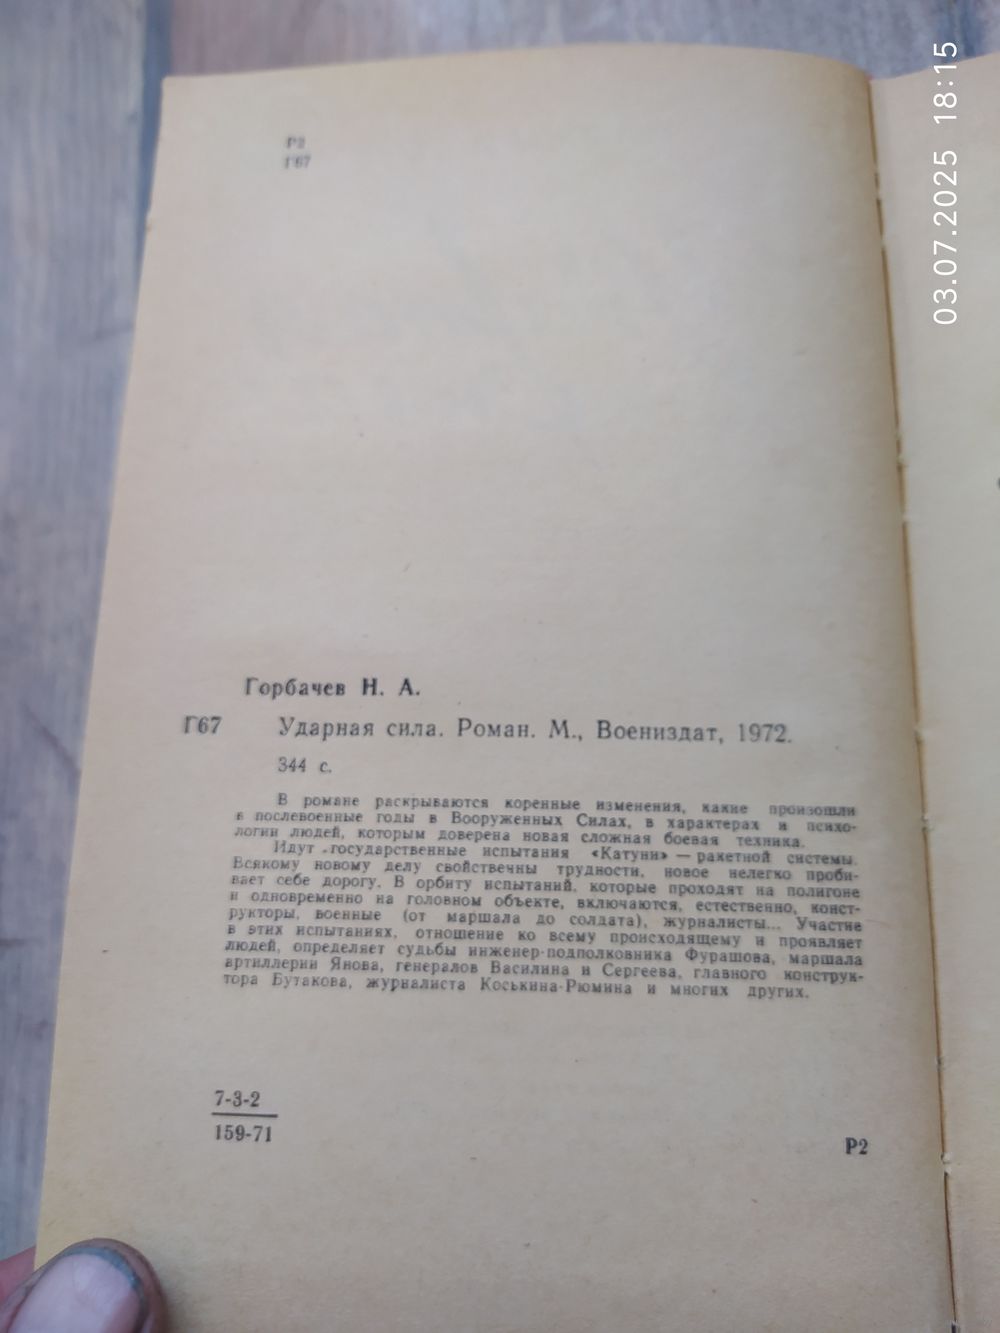 Р2
Г67
Горбачев Н. А.
Г67 Ударная сила. Роман. М., Воениздат, 1972.
344 с.
В романе раскрываются коренные изменения, какие произошли
в послевоенные годы в Вооруженных Силах, в характерах и психо-
логии людей, которым доверена новая сложная боевая техника.
Идут государственные испытания «Катуни» — ракетной системы.
Всякому новому делу свойственны трудности, новое нелегко проби-
вает себе дорогу. В орбиту испытаний, которые проходят на полигоне
и одновременно на головном объекте, включаются, естественно, конст-
рукторы, военные (от маршала до солдата), журналисты... Участие
в этих испытаниях, отношение ко всему происходящему и проявляет
людей, определяет судьбы инженер-подполковника Фурашова, маршала
артиллерии Янова, генералов Василина и Сергеева, главного конструк-
тора Бутакова, журналиста Коськина-Рюмина и многих других.
7-3-2
159-71
Р2
03.07.2025 18:15